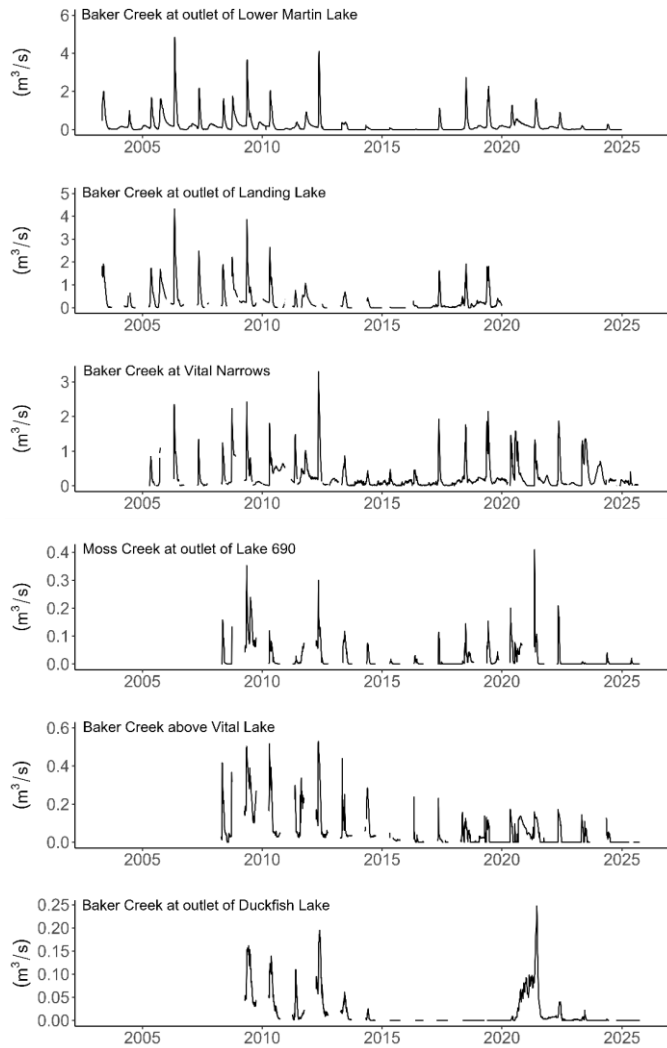 Baker Creek at outlet of Lower Martin Lake
(m³/s)
6
4
2
0
2005 2010 2015 2020 2025
Baker Creek at outlet of Landing Lake
(m³/s)
5
4
3
2
1
0
2005 2010 2015 2020 2025
Baker Creek at Vital Narrows
(m³/s)
3
2
1
0
2005 2010 2015 2020 2025
Moss Creek at outlet of Lake 690
(m³/s)
0.4
0.3
0.2
0.1
0.0
2005 2010 2015 2020 2025
Baker Creek above Vital Lake
(m³/s)
0.6
0.4
0.2
0.0
2005 2010 2015 2020 2025
Baker Creek at outlet of Duckfish Lake
(m³/s)
0.25
0.20
0.15
0.10
0.05
0.00
2005 2010 2015 2020 2025